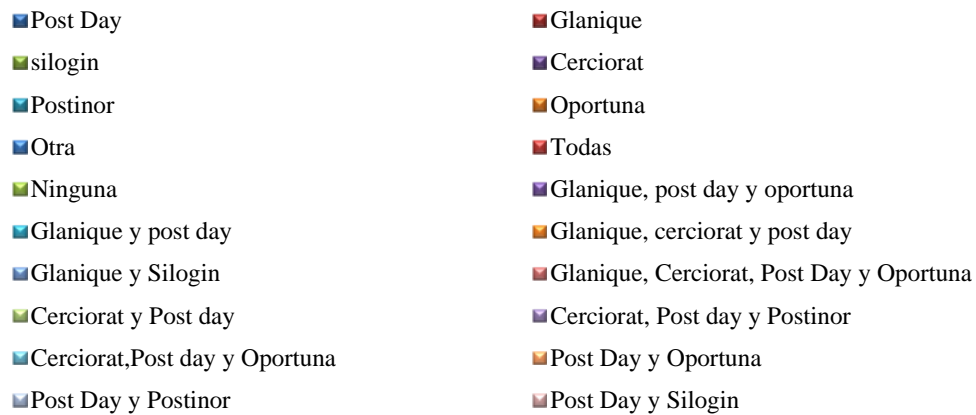 Post Day
Glanique
silogin
Cerciorat
Postinor
Oportuna
Otra
Todas
Ninguna
Glanique, post day y oportuna
Glanique y post day
Glanique, cerciorat y post day
Glanique y Silogin
Glanique, Cerciorat, Post Day y Oportuna
Cerciorat y Post day
Cerciorat, Post day y Postinor
Cerciorat,Post day y Oportuna
Post Day y Oportuna
Post Day y Postinor
Post Day y Silogin